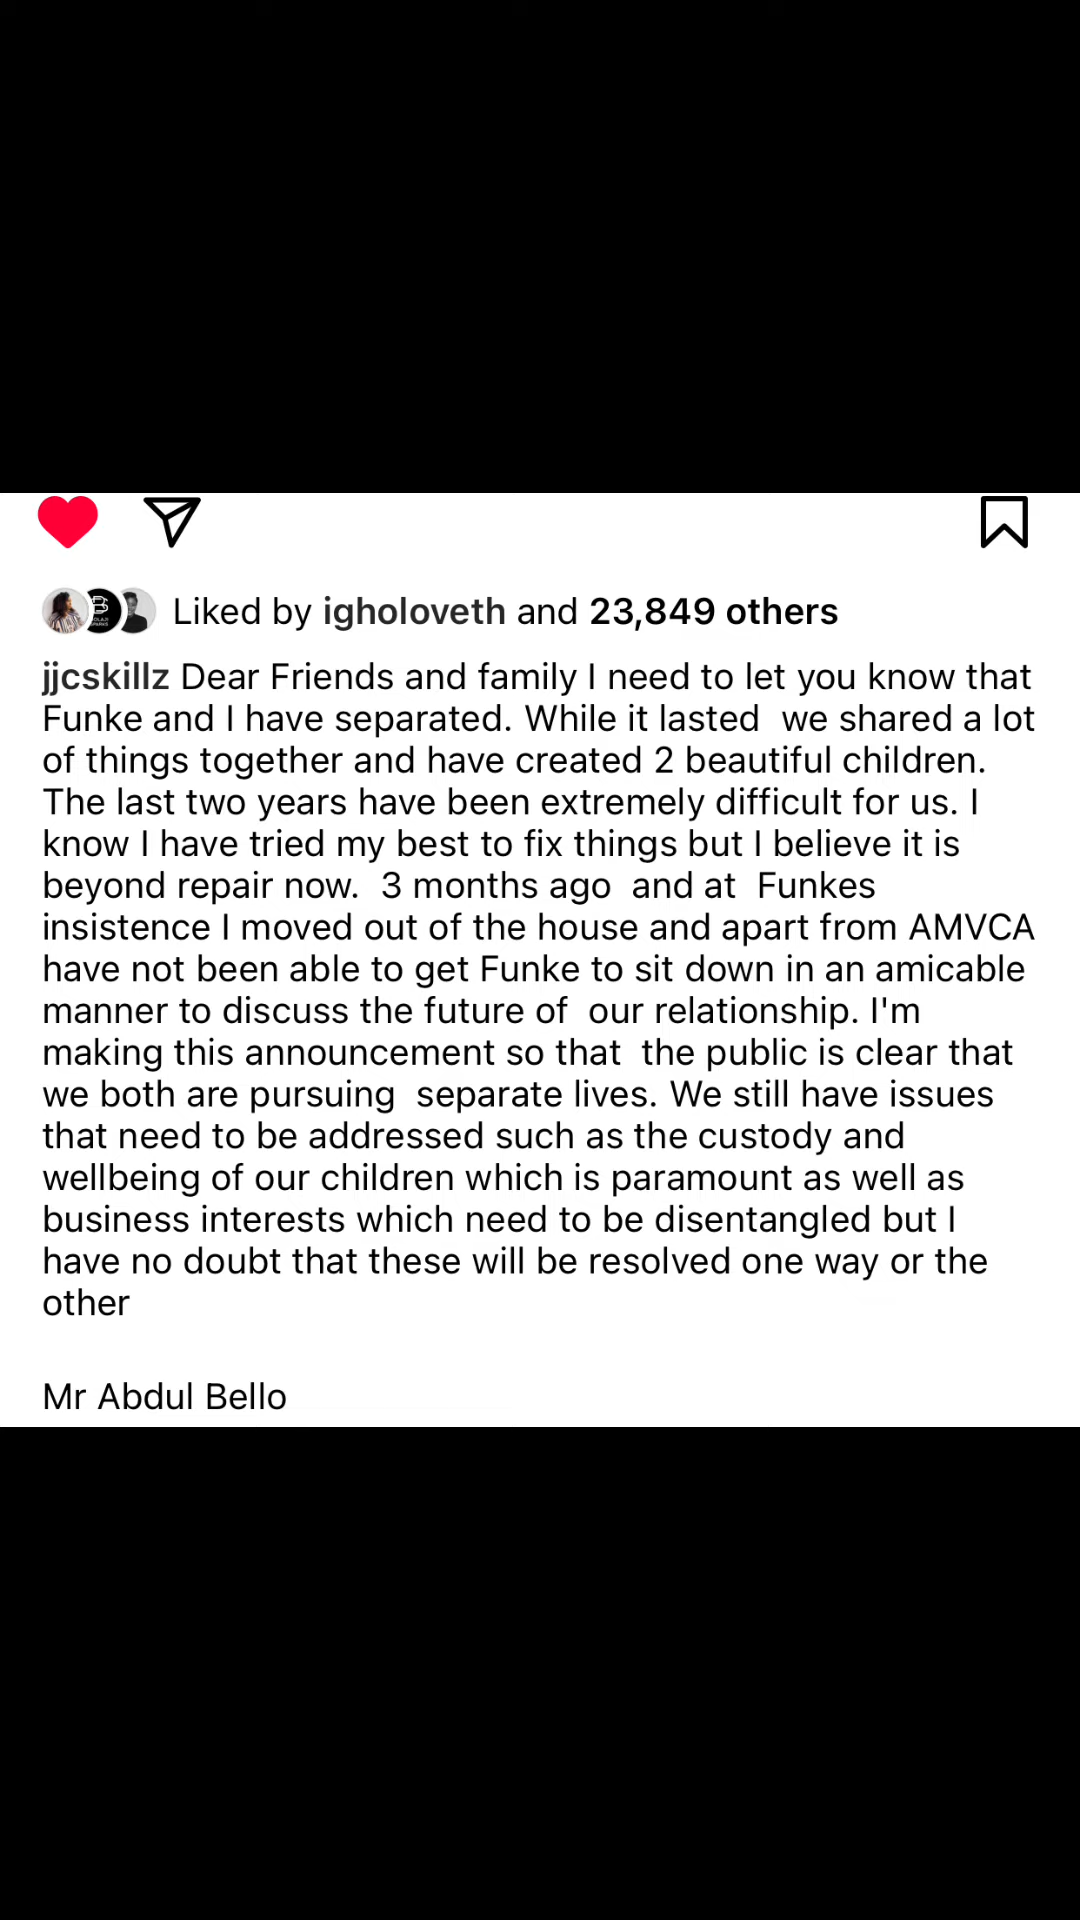 Liked by igholoveth and 23,849 others
jjcskillz Dear Friends and family I need to let you know that
Funke and I have separated. While it lasted  we shared a lot
of things together and have created 2 beautiful children.
The last two years have been extremely difficult for us. I
know I have tried my best to fix things but I believe it is
beyond repair now.  3 months ago  and at  Funkes
insistence I moved out of the house and apart from AMVCA
have not been able to get Funke to sit down in an amicable
manner to discuss the future of  our relationship. I'm
making this announcement so that  the public is clear that
we both are pursuing  separate lives. We still have issues
that need to be addressed such as the custody and
wellbeing of our children which is paramount as well as
business interests which need to be disentangled but I
have no doubt that these will be resolved one way or the
other
Mr Abdul Bello